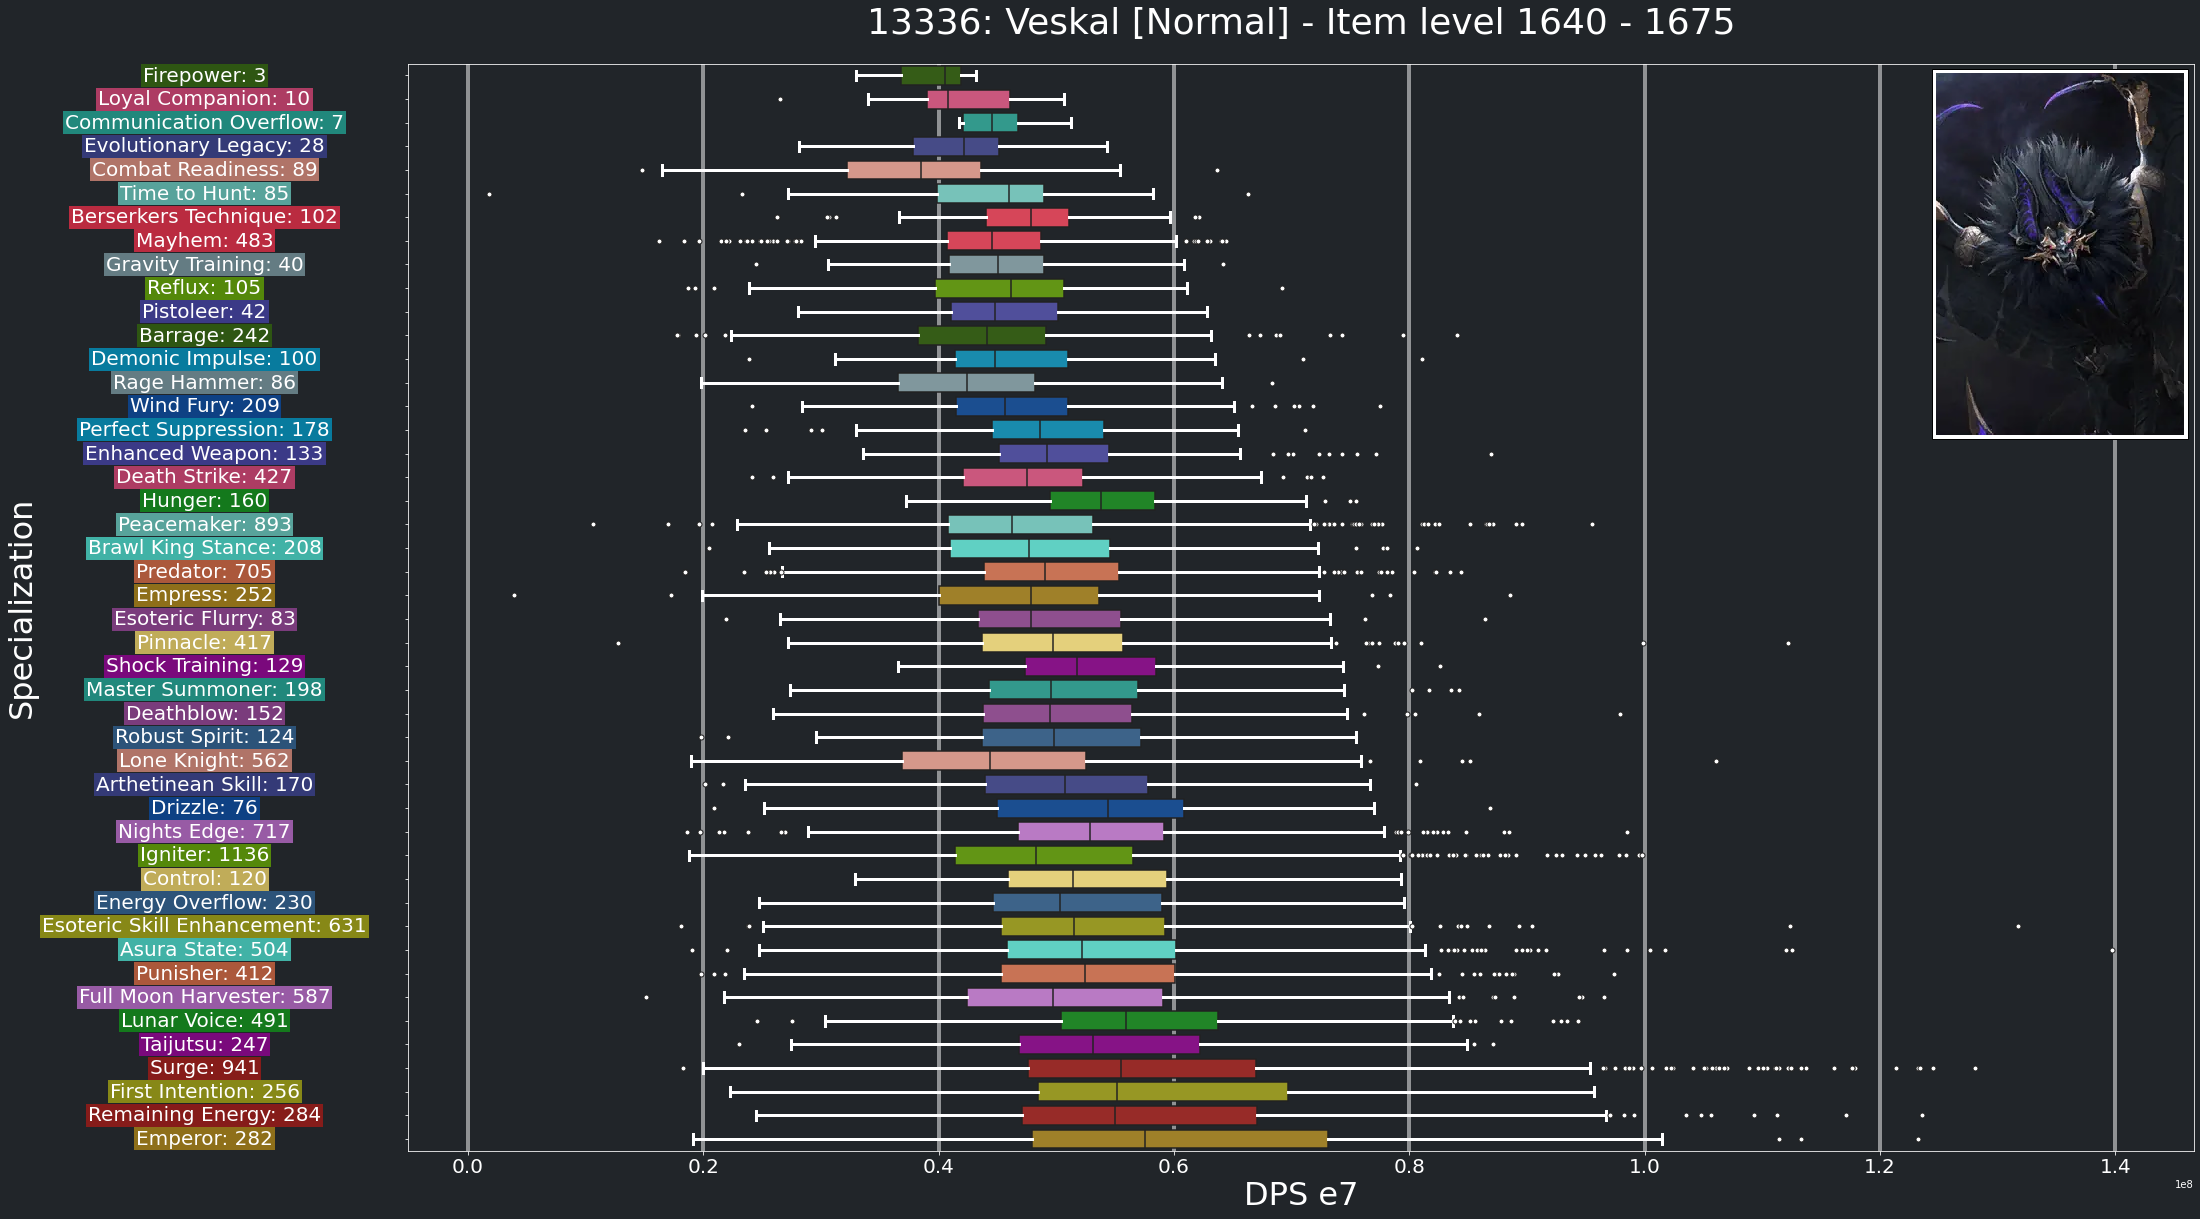 13336: Veskal [Normal] - Item level 1640 - 1675
Specialization
Firepower: 3
Loyal Companion: 10
Communication Overflow: 7
Evolutionary Legacy: 28
Combat Readiness: 89
Time to Hunt: 85
Berserkers Technique: 102
Mayhem: 483
Gravity Training: 40
Reflux: 105
Pistoleer: 42
Barrage: 242
Demonic Impulse: 100
Rage Hammer: 86
Wind Fury: 209
Perfect Suppression: 178
Enhanced Weapon: 133
Death Strike: 427
Hunger: 160
Peacemaker: 893
Brawl King Stance: 208
Predator: 705
Empress: 252
Esoteric Flurry: 83
Pinnacle: 417
Shock Training: 129
Master Summoner: 198
Deathblow: 152
Robust Spirit: 124
Lone Knight: 562
Arthetinean Skill: 170
Drizzle: 76
Nights Edge: 717
Igniter: 1136
Control: 120
Energy Overflow: 230
Esoteric Skill Enhancement: 631
Asura State: 504
Punisher: 412
Full Moon Harvester: 587
Lunar Voice: 491
Taijutsu: 247
Surge: 941
First Intention: 256
Remaining Energy: 284
Emperor: 282
0.0 0.2 0.4 0.6 0.8 1.0 1.2 1.4
1e8
DPS e7